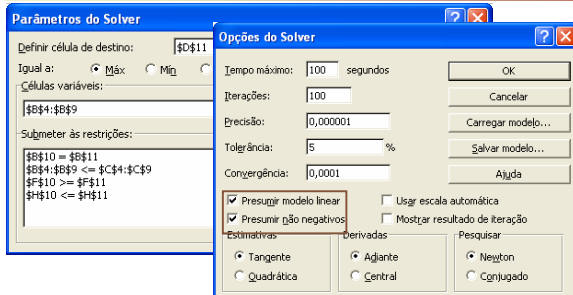 Parâmetros do Solver
Definir célula de destino: $D$11
Igual a: Máx Mín
Células variáveis:
$B$4:$B$9
Submeter às restrições:
$B$10 = $B$11
$B$4:$B$9 <= $C$4:$C$9
$F$10 >= $F$11
$H$10 <= $H$11
Opções do Solver
Tempo máximo: 100 segundos OK
Iterações: 100 Cancelar
Precisão: 0,000001 Carregar modelo...
Tolerância: 5 % Salvar modelo...
Convergência: 0,0001 Ajuda
Presumir modelo linear Usar escala automática
Presumir não negativos Mostrar resultado de iteração
Estimativas Derivadas Pesquisar
Tangente Adiante Newton
Quadrática Central Conjugado